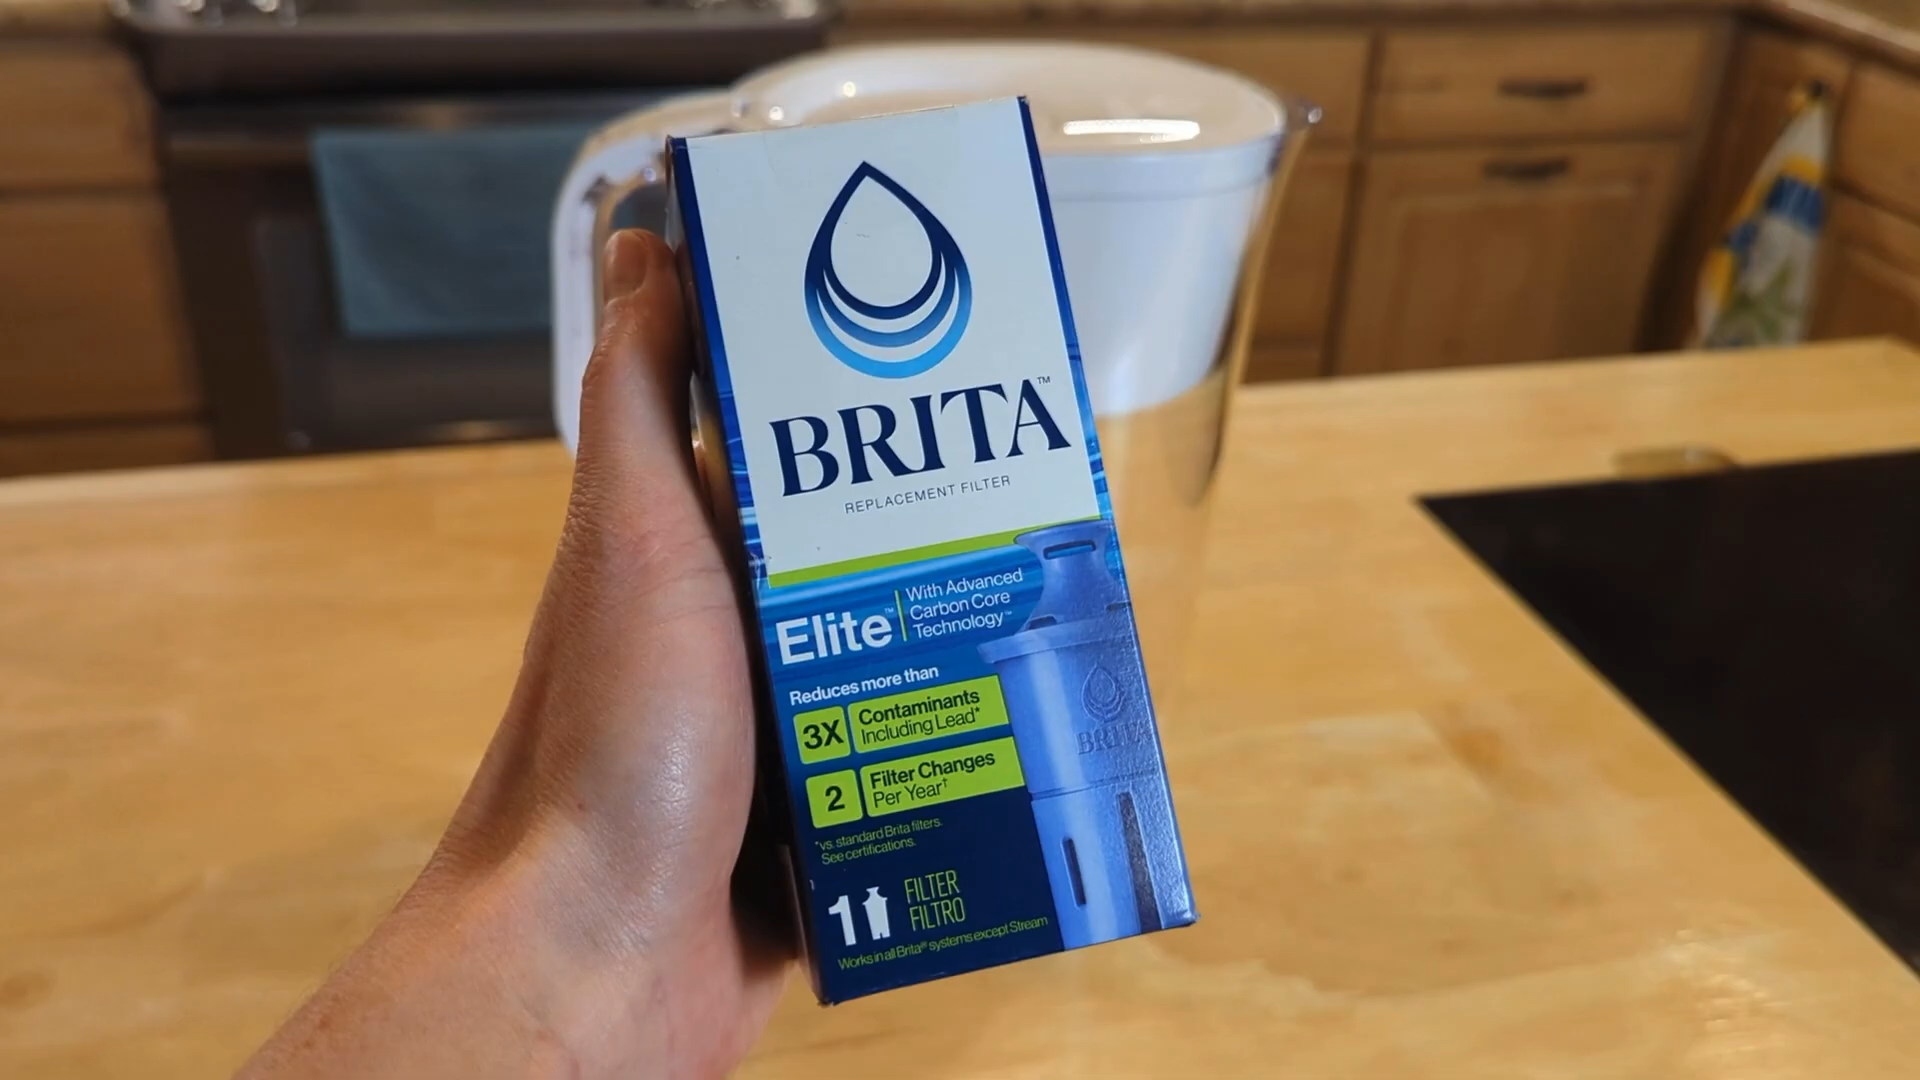 BRITA™
REPLACEMENT FILTER
Elite™
With Advanced
Carbon Core
Technology™
Reduces more than
3X
Contaminants
Including Lead*
2
Filter Changes
Per Year†
*vs. standard Brita filters.
See certifications.
1
FILTER
FILTRO
Works in all Brita® systems except Stream
BRITA